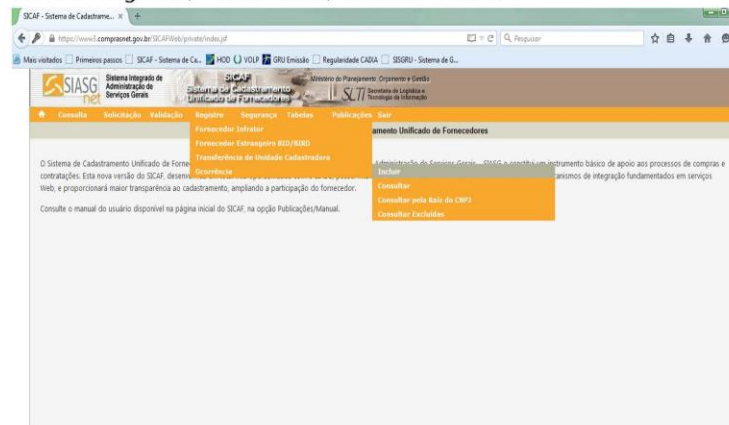 SICAF - Sistema de Cadastrame... × +
https://www3.comprasnet.gov.br/SICAFWeb/private/index.jsf
Pesquisar
Mais visitados Primeiros passos SICAF - Sistema de Ca... HOD VOLP GRU Emissão Regularidade CADIA SISGRU - Sistema de G...
SIASG net
Sistema Integrado de
Administração de
Serviços Gerais
SICAF
Sistema de Cadastramento
Unificado de Fornecedores
Ministério do Planejamento, Orçamento e Gestão
SLTI Secretaria de Logística e
Tecnologia da Informação
Consulta Solicitação Validação Registro Segurança Tabelas Publicações Sair
Fornecedor Infrator
amento Unificado de Fornecedores
Fornecedor Estrangeiro BID/BIRD
Transferência de Unidade Cadastradora
O Sistema de Cadastramento Unificado de Forne
Administração de Serviços Gerais - SIASG e constitui um instrumento básico de apoio aos processos de compras e
Ocorrência
Incluir
contratações. Esta nova versão do SICAF, desenv
canismos de integração fundamentados em serviços
Consultar
Web, e proporcionará maior transparência ao cadastramento, ampliando a participação do fornecedor.
Consultar pela Raiz do CNPJ
Consulte o manual do usuário disponível na página inicial do SICAF, na opção Publicações/Manual.
Consultar Excluídas